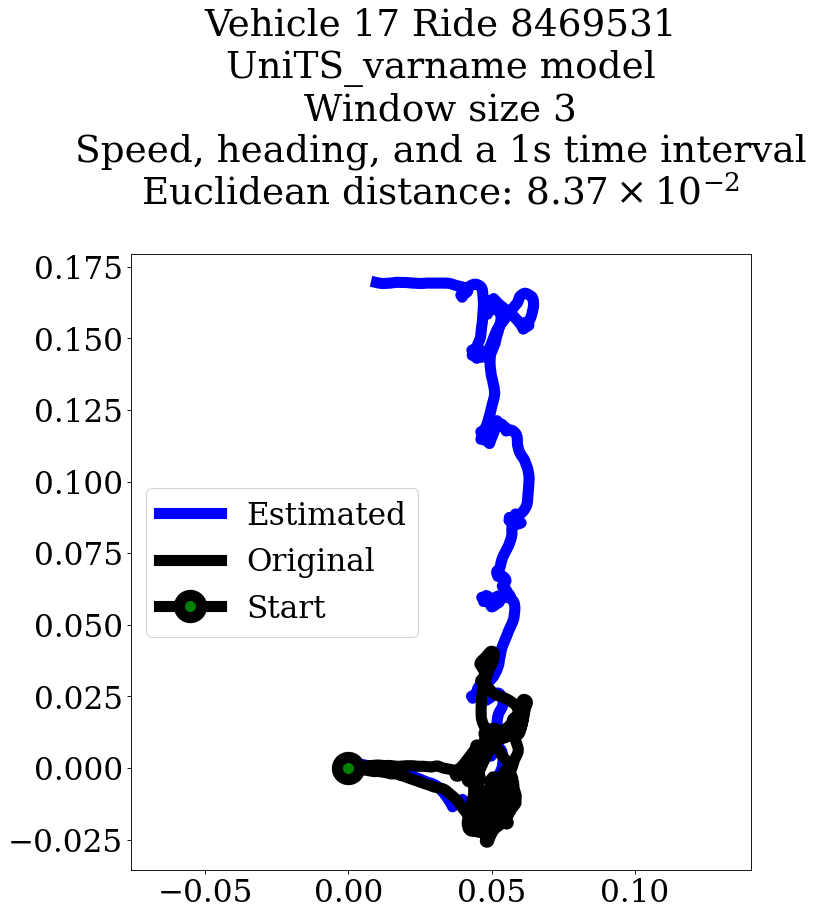 Vehicle 17 Ride 8469531
UniTS_varname model
Window size 3
Speed, heading, and a 1s time interval
Euclidean distance: 8.37 × 10⁻²
0.175
0.150
0.125
0.100
0.075
0.050
0.025
0.000
−0.025
Estimated
Original
Start
−0.05 0.00 0.05 0.10